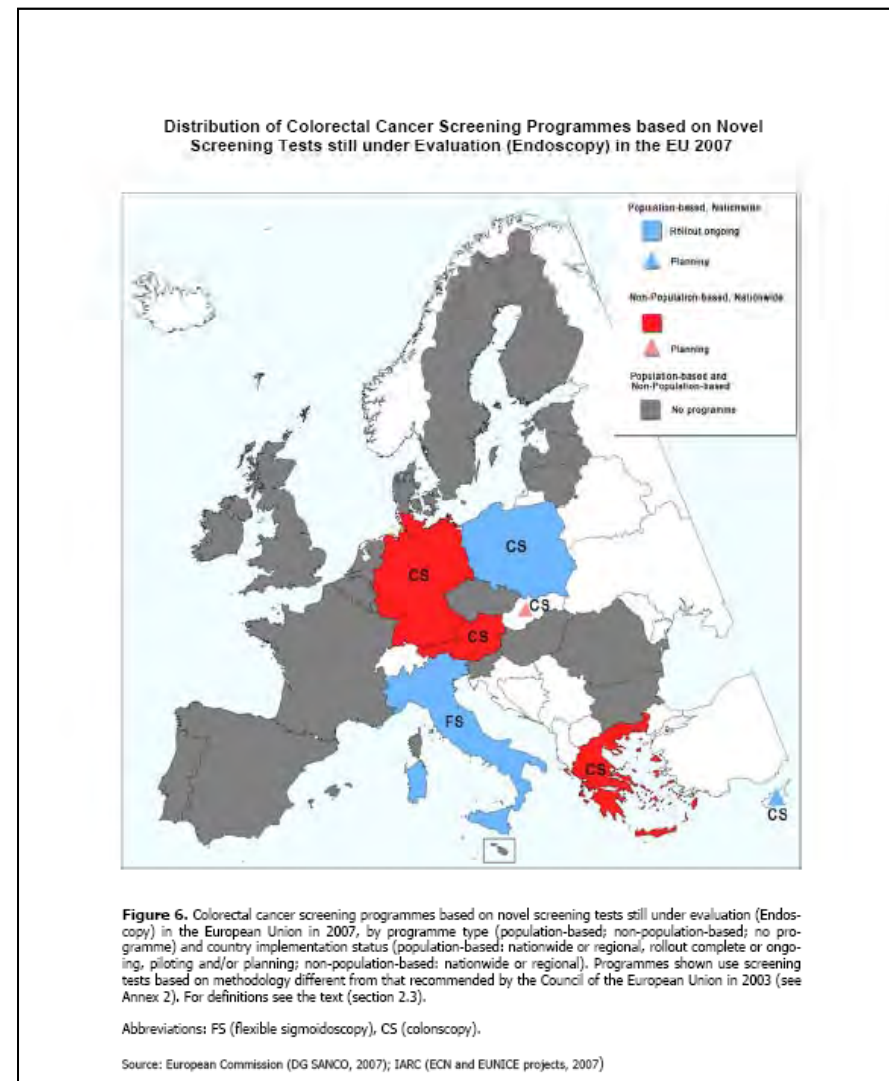 Distribution of Colorectal Cancer Screening Programmes based on Novel
Screening Tests still under Evaluation (Endoscopy) in the EU 2007
Population-based, Nationwide
Rollout ongoing
Planning
Non-Population-based, Nationwide
Planning
Population-based and
Non-Population-based
No programme
CS
CS
CS
CS
FS
CS
CS
Figure 6. Colorectal cancer screening programmes based on novel screening tests still under evaluation (Endos-
copy) in the European Union in 2007, by programme type (population-based; non-population-based; no pro-
gramme) and country implementation status (population-based: nationwide or regional, rollout complete or ongo-
ing, piloting and/or planning; non-population-based: nationwide or regional). Programmes shown use screening
tests based on methodology different from that recommended by the Council of the European Union in 2003 (see
Annex 2). For definitions see the text (section 2.3).
Abbreviations: FS (flexible sigmoidoscopy), CS (colonscopy).
Source: European Commission (DG SANCO, 2007); IARC (ECN and EUNICE projects, 2007)